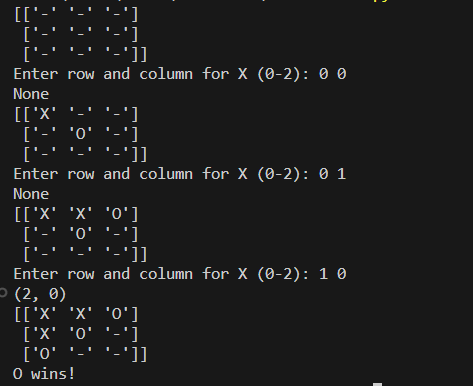 [['-' '-' '-']
 ['-' '-' '-']
 ['-' '-' '-']]
Enter row and column for X (0-2): 0 0
None
[['X' '-' '-']
 ['-' 'O' '-']
 ['-' '-' '-']]
Enter row and column for X (0-2): 0 1
None
[['X' 'X' 'O']
 ['-' 'O' '-']
 ['-' '-' '-']]
Enter row and column for X (0-2): 1 0
(2, 0)
[['X' 'X' 'O']
 ['X' 'O' '-']
 ['O' '-' '-']]
O wins!